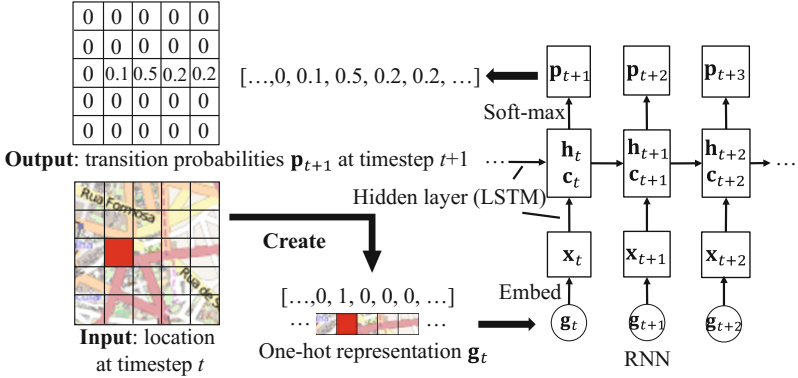 0 0 0 0 0
0 0 0 0 0
0 0.1 0.5 0.2 0.2
0 0 0 0 0
0 0 0 0 0
[…,0, 0.1, 0.5, 0.2, 0.2, …]
p_{t+1} p_{t+2} p_{t+3}
Soft-max
Output: transition probabilities p_{t+1} at timestep t+1
… h_t h_{t+1} h_{t+2} …
c_t c_{t+1} c_{t+2}
Hidden layer (LSTM)
Rua Formosa
Rua de S
Create
x_t x_{t+1} x_{t+2}
[…,0, 1, 0, 0, 0, …]
Embed
… …
g_t g_{t+1} g_{t+2}
Input: location
at timestep t
One-hot representation g_t
RNN